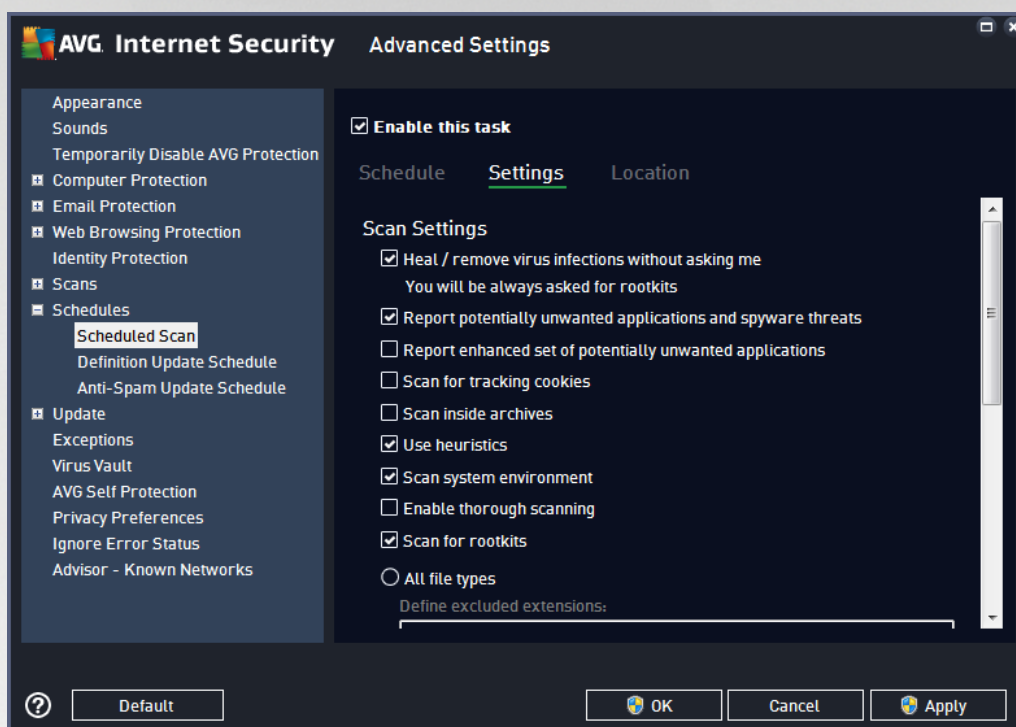 AVG. Internet Security Advanced Settings
Appearance
Sounds
Temporarily Disable AVG Protection
Computer Protection
Email Protection
Web Browsing Protection
Identity Protection
Scans
Schedules
Scheduled Scan
Definition Update Schedule
Anti-Spam Update Schedule
Update
Exceptions
Virus Vault
AVG Self Protection
Privacy Preferences
Ignore Error Status
Advisor - Known Networks
Enable this task
Schedule Settings Location
Scan Settings
Heal / remove virus infections without asking me
You will be always asked for rootkits
Report potentially unwanted applications and spyware threats
Report enhanced set of potentially unwanted applications
Scan for tracking cookies
Scan inside archives
Use heuristics
Scan system environment
Enable thorough scanning
Scan for rootkits
All file types
Define excluded extensions:
? Default OK Cancel Apply